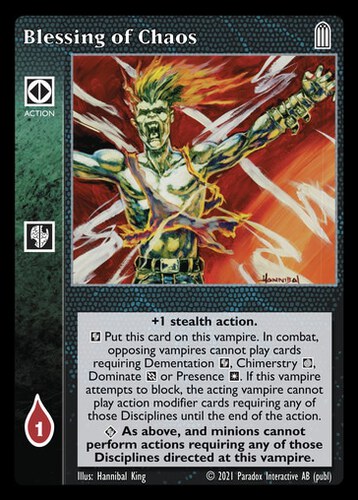 Blessing of Chaos
ACTION
HANNIBAL
+1 stealth action.
Put this card on this vampire. In combat,
opposing vampires cannot play cards
requiring Dementation , Chimerstry ,
Dominate or Presence . If this vampire
attempts to block, the acting vampire cannot
play action modifier cards requiring any of
those Disciplines until the end of the action.
As above, and minions cannot
perform actions requiring any of those
Disciplines directed at this vampire.
1
Illus: Hannibal King © 2021 Paradox Interactive AB (publ)